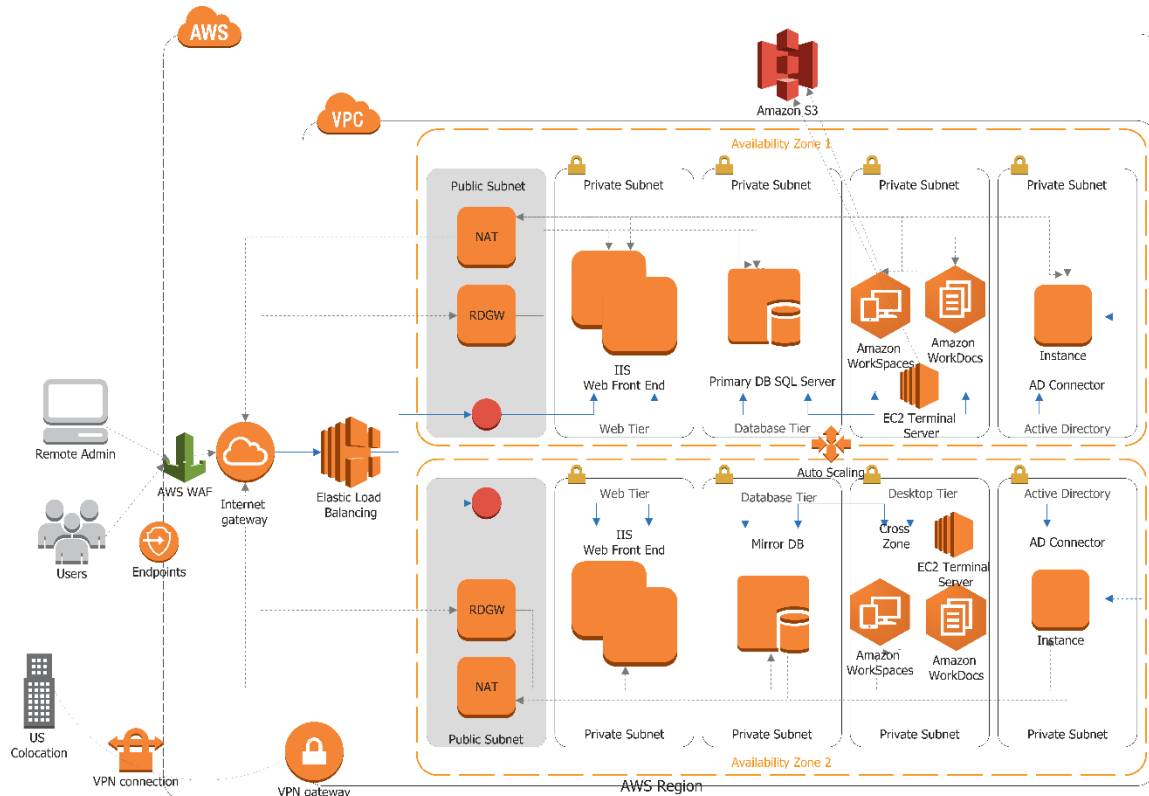 AWS
Amazon S3
VPC
Availability Zone 1
Public Subnet
Private Subnet
Private Subnet
Private Subnet
Private Subnet
NAT
RDGW
IIS
Web Front End
Primary DB SQL Server
Amazon
WorkSpaces
Amazon
WorkDocs
EC2 Terminal
Server
Instance
AD Connector
Web Tier
Database Tier
Active Directory
Remote Admin
AWS WAF
Internet
gateway
Elastic Load
Balancing
Auto Scaling
Users
Endpoints
Web Tier
Database Tier
Desktop Tier
Active Directory
IIS
Web Front End
Mirror DB
Cross
Zone
EC2 Terminal
Server
AD Connector
RDGW
NAT
Amazon
WorkSpaces
Amazon
WorkDocs
Instance
Public Subnet
Private Subnet
Private Subnet
Private Subnet
Private Subnet
Availability Zone 2
US
Colocation
VPN connection
VPN gateway
AWS Region